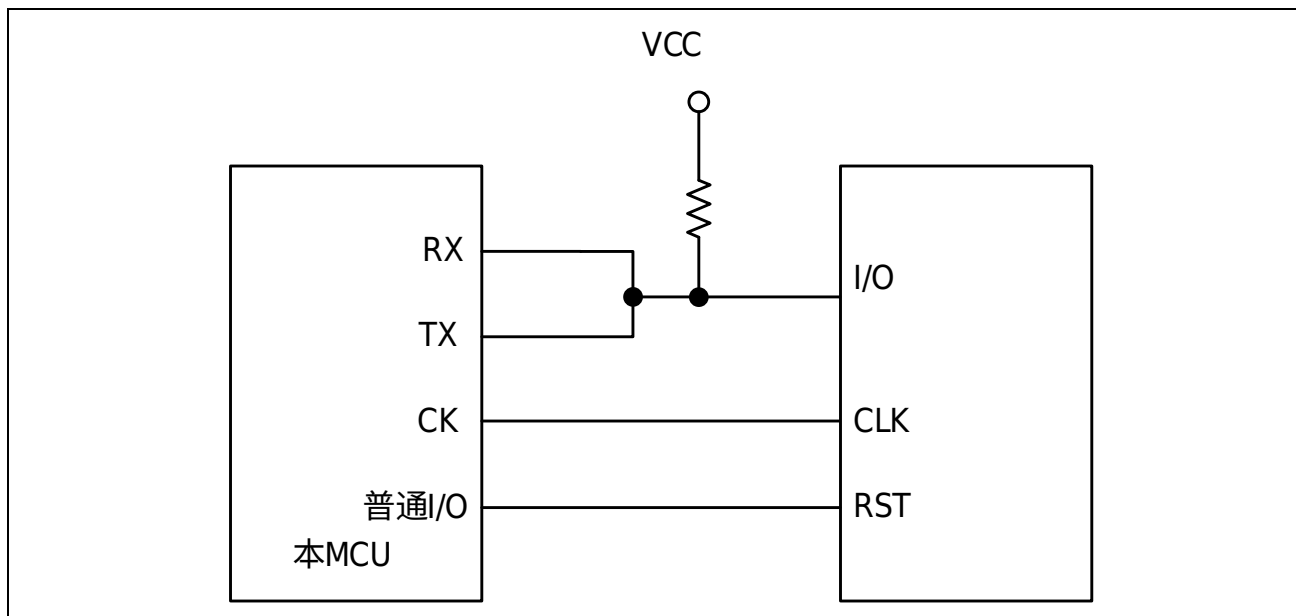 VCC
RX
I/O
TX
CK
CLK
普通I/O
RST
本MCU